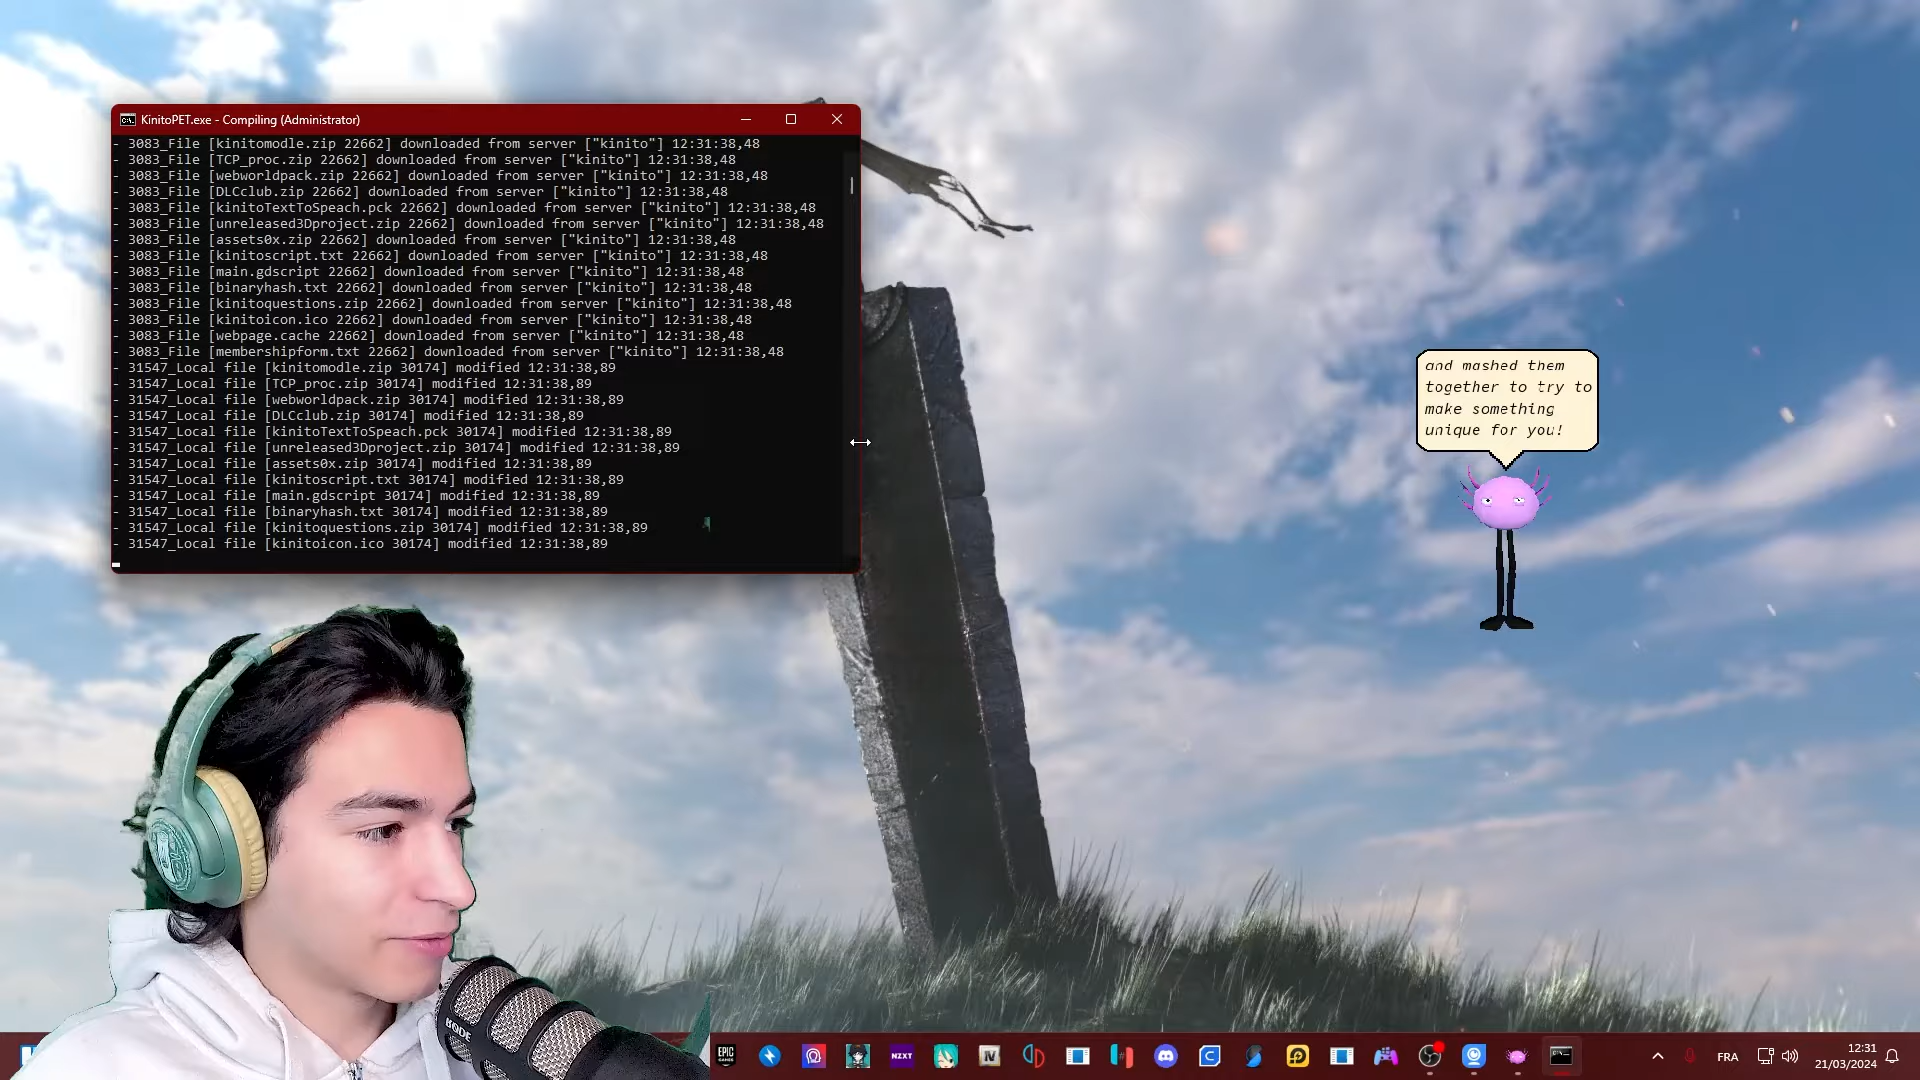 KinitoPET.exe - Compiling (Administrator)
- 3083_File [kinitomodle.zip 22662] downloaded from server ["kinito"] 12:31:38,48
- 3083_File [TCP_proc.zip 22662] downloaded from server ["kinito"] 12:31:38,48
- 3083_File [webworldpack.zip 22662] downloaded from server ["kinito"] 12:31:38,48
- 3083_File [DLCclub.zip 22662] downloaded from server ["kinito"] 12:31:38,48
- 3083_File [kinitoTextToSpeach.pck 22662] downloaded from server ["kinito"] 12:31:38,48
- 3083_File [unreleased3Dproject.zip 22662] downloaded from server ["kinito"] 12:31:38,48
- 3083_File [assets0x.zip 22662] downloaded from server ["kinito"] 12:31:38,48
- 3083_File [kinitoscript.txt 22662] downloaded from server ["kinito"] 12:31:38,48
- 3083_File [main.gdscript 22662] downloaded from server ["kinito"] 12:31:38,48
- 3083_File [binaryhash.txt 22662] downloaded from server ["kinito"] 12:31:38,48
- 3083_File [kinitoquestions.zip 22662] downloaded from server ["kinito"] 12:31:38,48
- 3083_File [kinitoicon.ico 22662] downloaded from server ["kinito"] 12:31:38,48
- 3083_File [webpage.cache 22662] downloaded from server ["kinito"] 12:31:38,48
- 3083_File [membershipform.txt 22662] downloaded from server ["kinito"] 12:31:38,48
- 31547_Local file [kinitomodle.zip 30174] modified 12:31:38,89
- 31547_Local file [TCP_proc.zip 30174] modified 12:31:38,89
- 31547_Local file [webworldpack.zip 30174] modified 12:31:38,89
- 31547_Local file [DLCclub.zip 30174] modified 12:31:38,89
- 31547_Local file [kinitoTextToSpeach.pck 30174] modified 12:31:38,89
- 31547_Local file [unreleased3Dproject.zip 30174] modified 12:31:38,89
- 31547_Local file [assets0x.zip 30174] modified 12:31:38,89
- 31547_Local file [kinitoscript.txt 30174] modified 12:31:38,89
- 31547_Local file [main.gdscript 30174] modified 12:31:38,89
- 31547_Local file [binaryhash.txt 30174] modified 12:31:38,89
- 31547_Local file [kinitoquestions.zip 30174] modified 12:31:38,89
- 31547_Local file [kinitoicon.ico 30174] modified 12:31:38,89
and mashed them
together to try to
make something
unique for you!
RØDE
EPIC
GAMES
NZXT
IV
FRA
12:31
21/03/2024